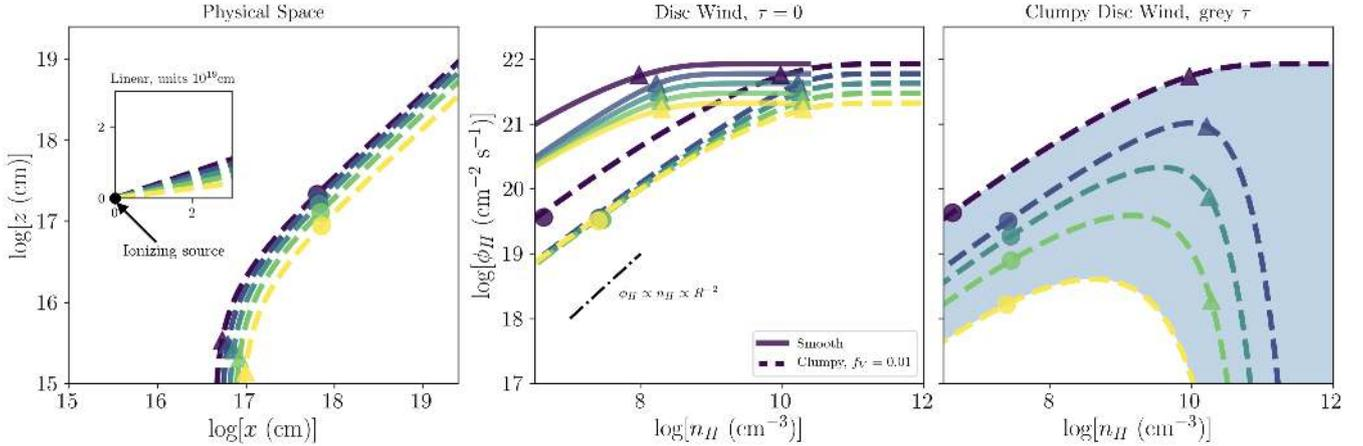 Physical Space
Disc Wind, τ = 0
Clumpy Disc Wind, grey τ
19
18
17
16
15
log[z (cm)]
Linear, units 10¹⁹cm
2
0
0
2
Ionizing source
15
16
17
18
19
log[x (cm)]
22
21
20
19
18
17
log[ϕ_H (cm⁻² s⁻¹)]
ϕ_H ∝ n_H ∝ R⁻²
Smooth
Clumpy, f_V = 0.01
8
10
12
log[n_H (cm⁻³)]
8
10
12
log[n_H (cm⁻³)]